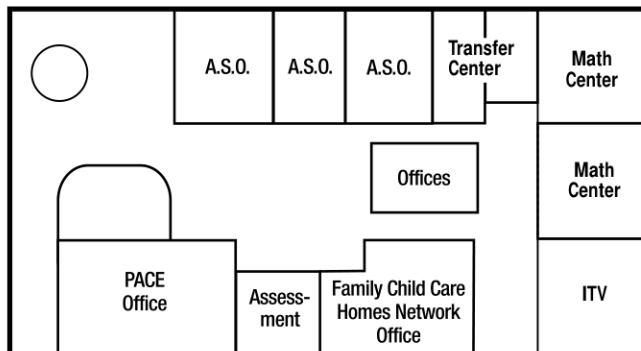 A.S.O.
A.S.O.
A.S.O.
Transfer
Center
Math
Center
Offices
Math
Center
PACE
Office
Assess-
ment
Family Child Care
Homes Network
Office
ITV